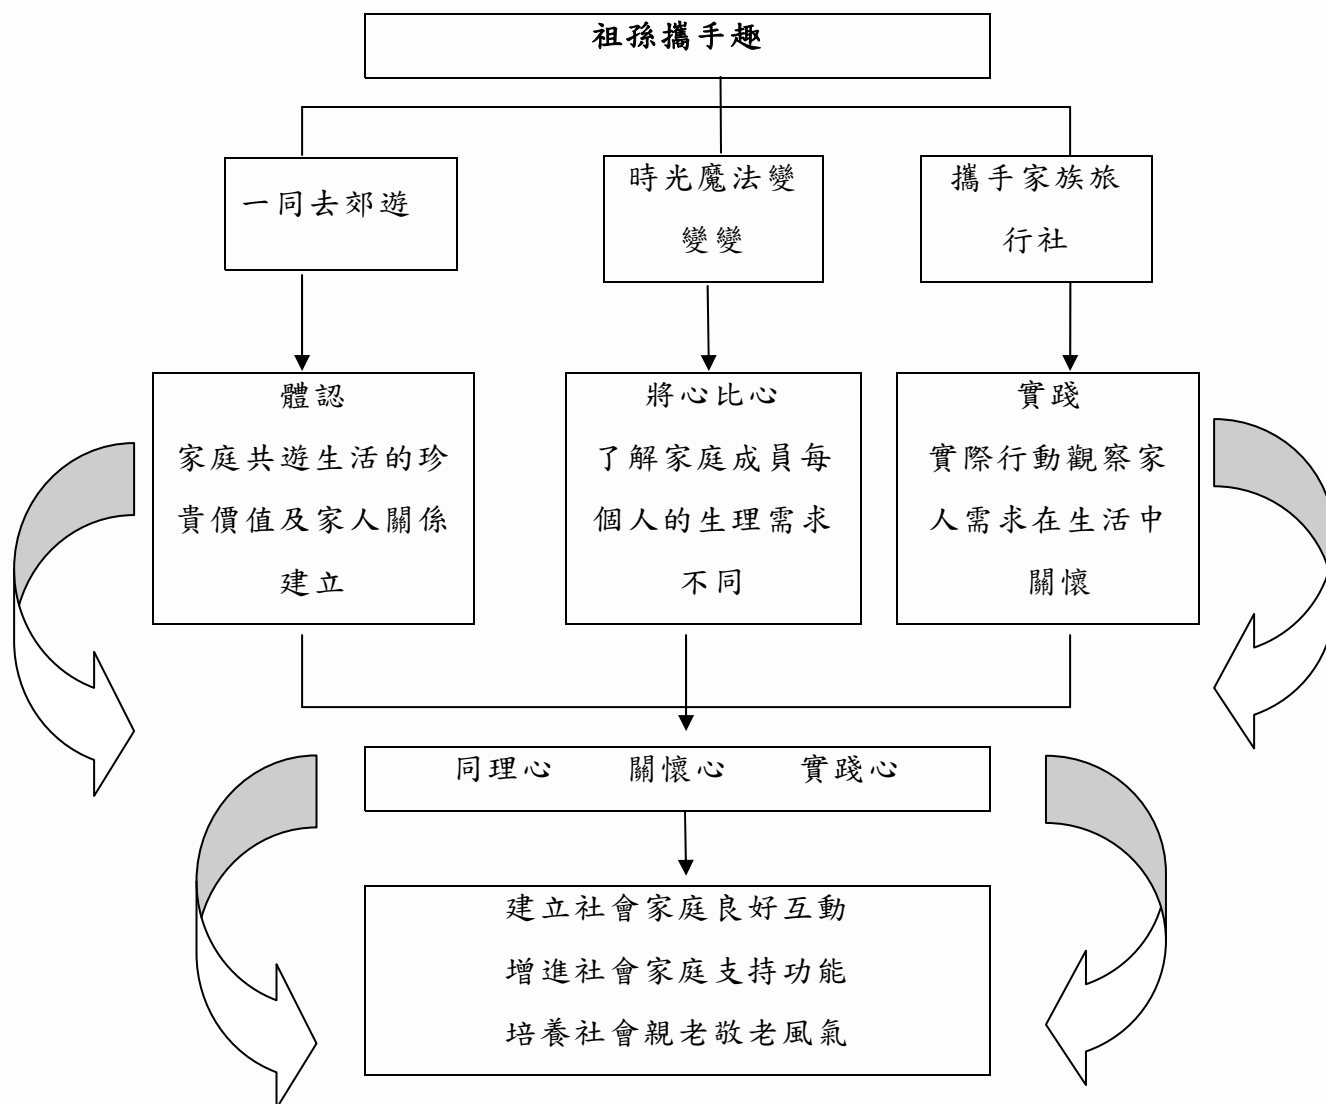 祖孫攜手趣
一同去郊遊
時光魔法變
變變
攜手家族旅
行社
體認
家庭共遊生活的珍
貴價值及家人關係
建立
將心比心
了解家庭成員每
個人的生理需求
不同
實踐
實際行動觀察家
人需求在生活中
關懷
同理心 關懷心 實踐心
建立社會家庭良好互動
增進社會家庭支持功能
培養社會親老敬老風氣